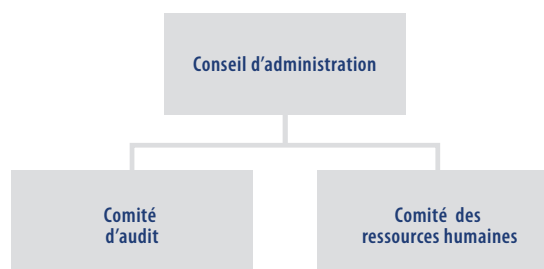 Conseil d'administration
Comité
d'audit
Comité des
ressources humaines